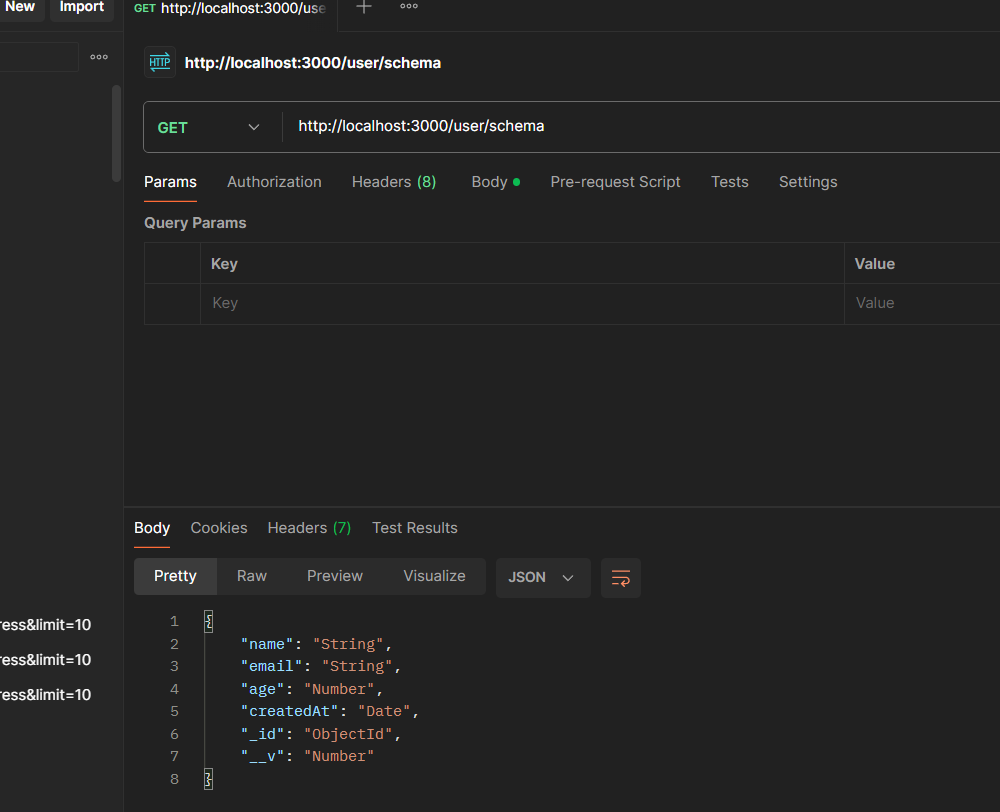 New Import GET http://localhost:3000/use
HTTP http://localhost:3000/user/schema
GET http://localhost:3000/user/schema
Params Authorization Headers (8) Body Pre-request Script Tests Settings
Query Params
Key Value
Key Value
Body Cookies Headers (7) Test Results
Pretty Raw Preview Visualize JSON
1 {
2 "name": "String",
3 "email": "String",
4 "age": "Number",
5 "createdAt": "Date",
6 "_id": "ObjectId",
7 "__v": "Number"
8 }
ress&limit=10
ress&limit=10
ress&limit=10